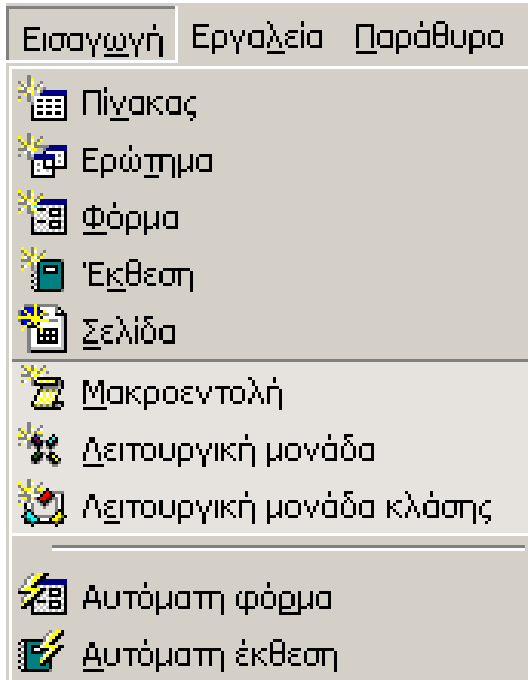 Εισαγωγή Εργαλεία Παράθυρο
Πίνακας
Ερώτημα
Φόρμα
Έκθεση
Σελίδα
Μακροεντολή
Λειτουργική μονάδα
Λειτουργική μονάδα κλάσης
Αυτόματη φόρμα
Αυτόματη έκθεση